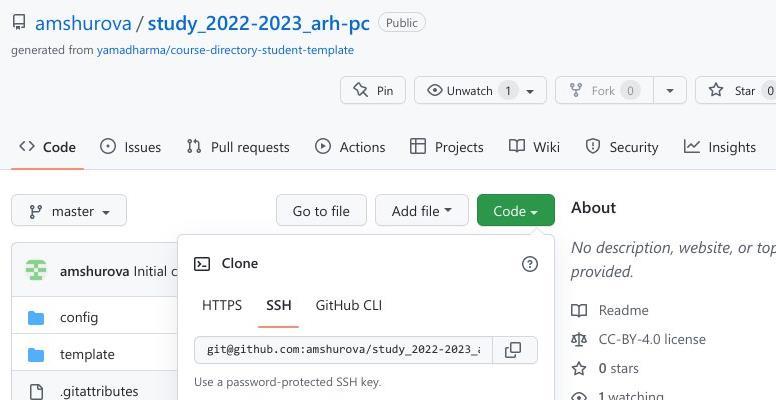 amshurova / study_2022-2023_arh-pc Public
generated from yamadharma/course-directory-student-template
Pin Unwatch 1 Fork 0 Star 0
Code Issues Pull requests Actions Projects Wiki Security Insights
master Go to file Add file Code About
No description, website, or top
provided.
Clone
amshurova Initial c
HTTPS SSH GitHub CLI
Readme
config
CC-BY-4.0 license
git@github.com:amshurova/study_2022-2023_a
template
0 stars
Use a password-protected SSH key.
.gitattributes
1 watching